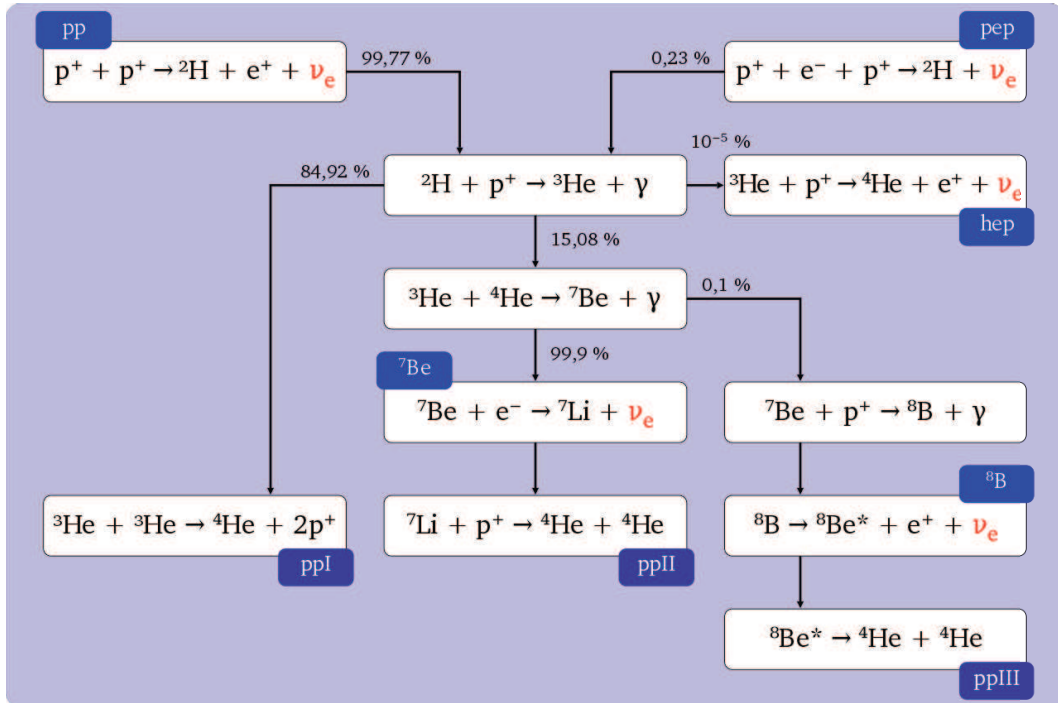 pp
pep
p⁺ + p⁺ → ²H + e⁺ + νₑ
99,77 %
0,23 %
p⁺ + e⁻ + p⁺ → ²H + νₑ
84,92 %
²H + p⁺ → ³He + γ
10⁻⁵ %
³He + p⁺ → ⁴He + e⁺ + νₑ
hep
15,08 %
³He + ⁴He → ⁷Be + γ
0,1 %
99,9 %
⁷Be
⁷Be + e⁻ → ⁷Li + νₑ
⁷Be + p⁺ → ⁸B + γ
⁸B
³He + ³He → ⁴He + 2p⁺
ppI
⁷Li + p⁺ → ⁴He + ⁴He
ppII
⁸B → ⁸Be* + e⁺ + νₑ
⁸Be* → ⁴He + ⁴He
ppIII